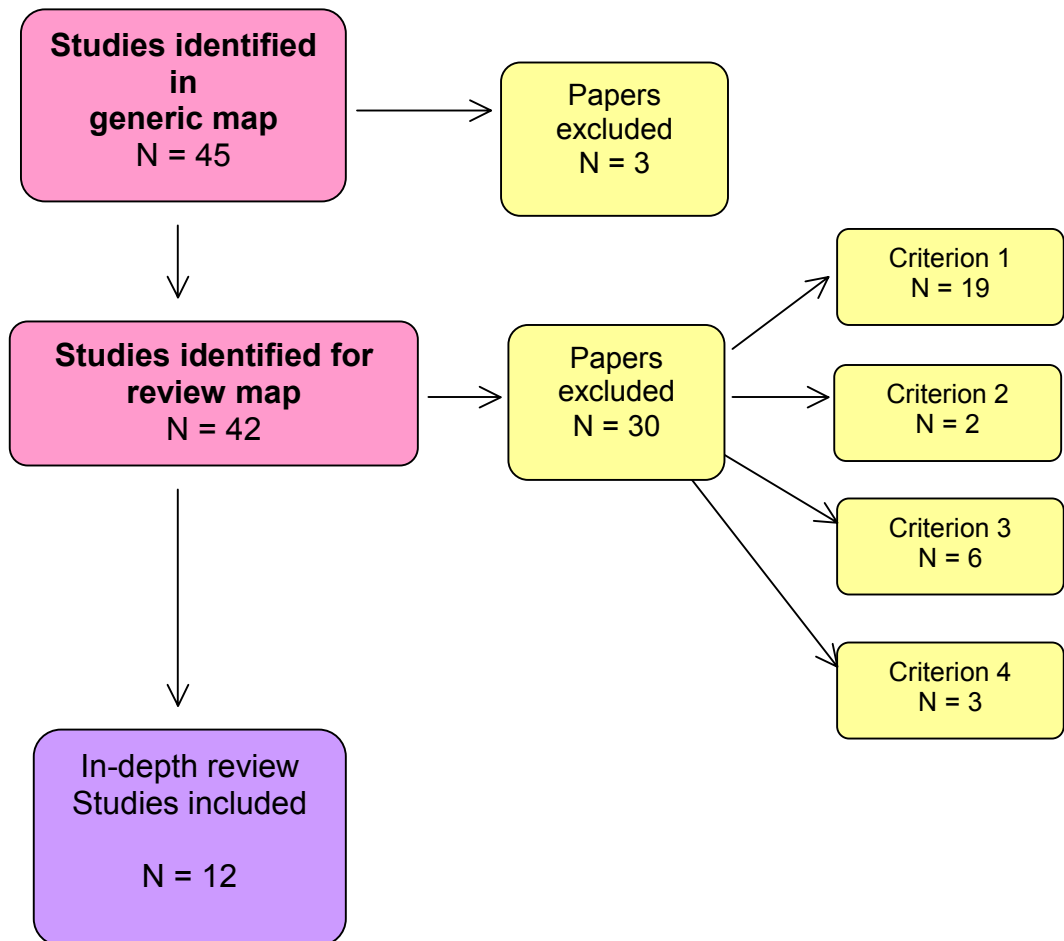 Studies identified
in
generic map
N = 45
Papers
excluded
N = 3
Studies identified for
review map
N = 42
Papers
excluded
N = 30
Criterion 1
N = 19
Criterion 2
N = 2
Criterion 3
N = 6
Criterion 4
N = 3
In-depth review
Studies included
N = 12